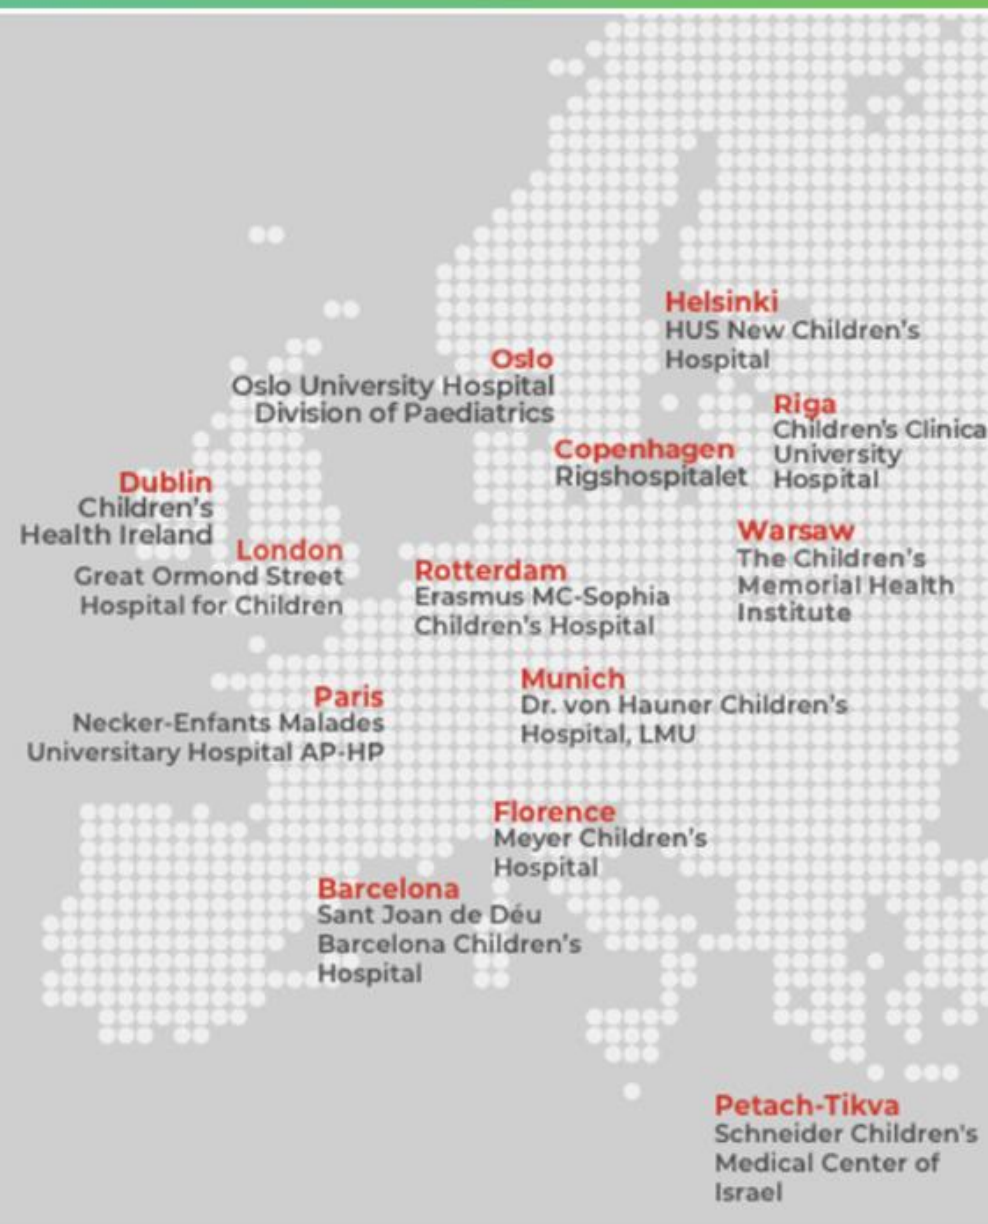 Helsinki
HUS New Children's
Hospital
Oslo
Oslo University Hospital
Division of Paediatrics
Riga
Children's Clinica
University
Hospital
Copenhagen
Rigshospitalet
Dublin
Children's
Health Ireland
London
Great Ormond Street
Hospital for Children
Rotterdam
Erasmus MC-Sophia
Children's Hospital
Warsaw
The Children's
Memorial Health
Institute
Paris
Necker-Enfants Malades
Universitary Hospital AP-HP
Munich
Dr. von Hauner Children's
Hospital, LMU
Florence
Meyer Children's
Hospital
Barcelona
Sant Joan de Déu
Barcelona Children's
Hospital
Petach-Tikva
Schneider Children's
Medical Center of
Israel